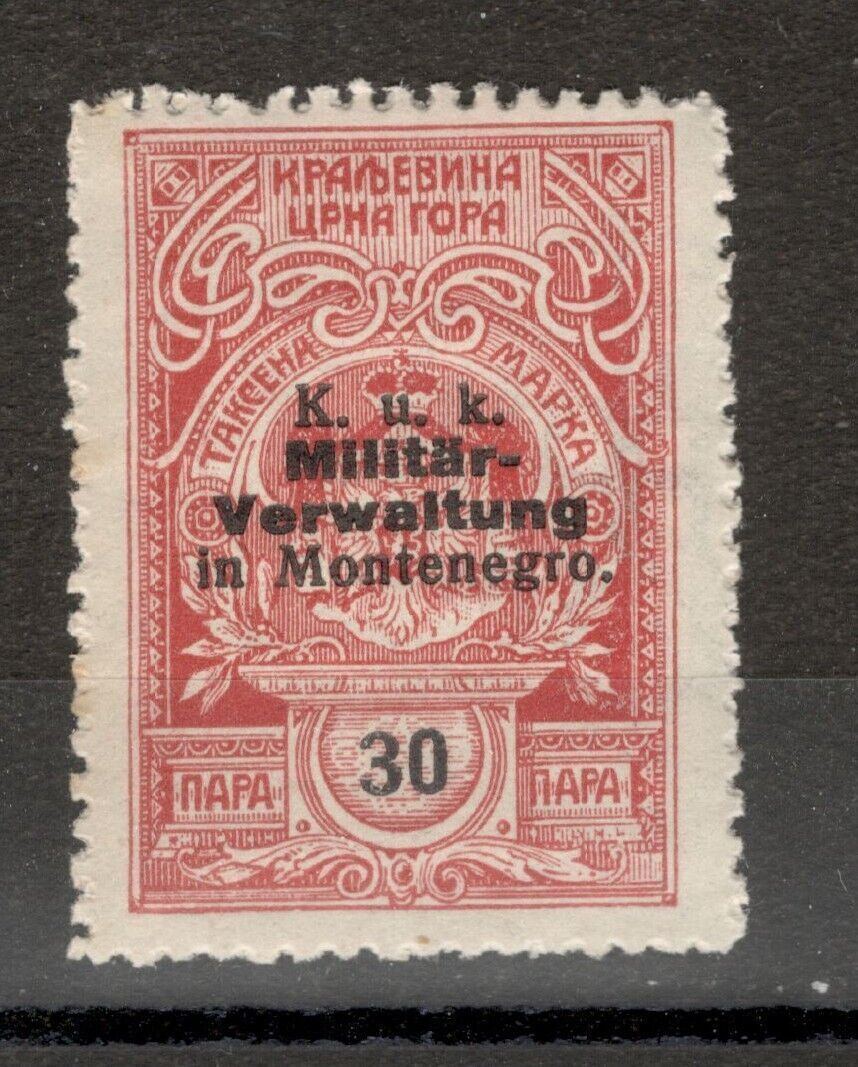 КРАЉЕВИНА
ЦРНА ГОРА
ТАКСЕНА МАРКА
K. u. k.
Militär-
Verwaltung
in Montenegro.
30
ПАРА ПАРА